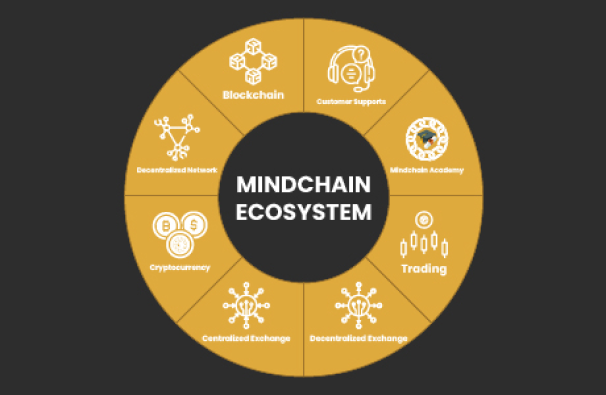 Blockchain
Customer Supports
Decentralized Network
Mindchain Academy
MINDCHAIN
ECOSYSTEM
Cryptocurrency
Trading
Centralized Exchange
Decentralized Exchange